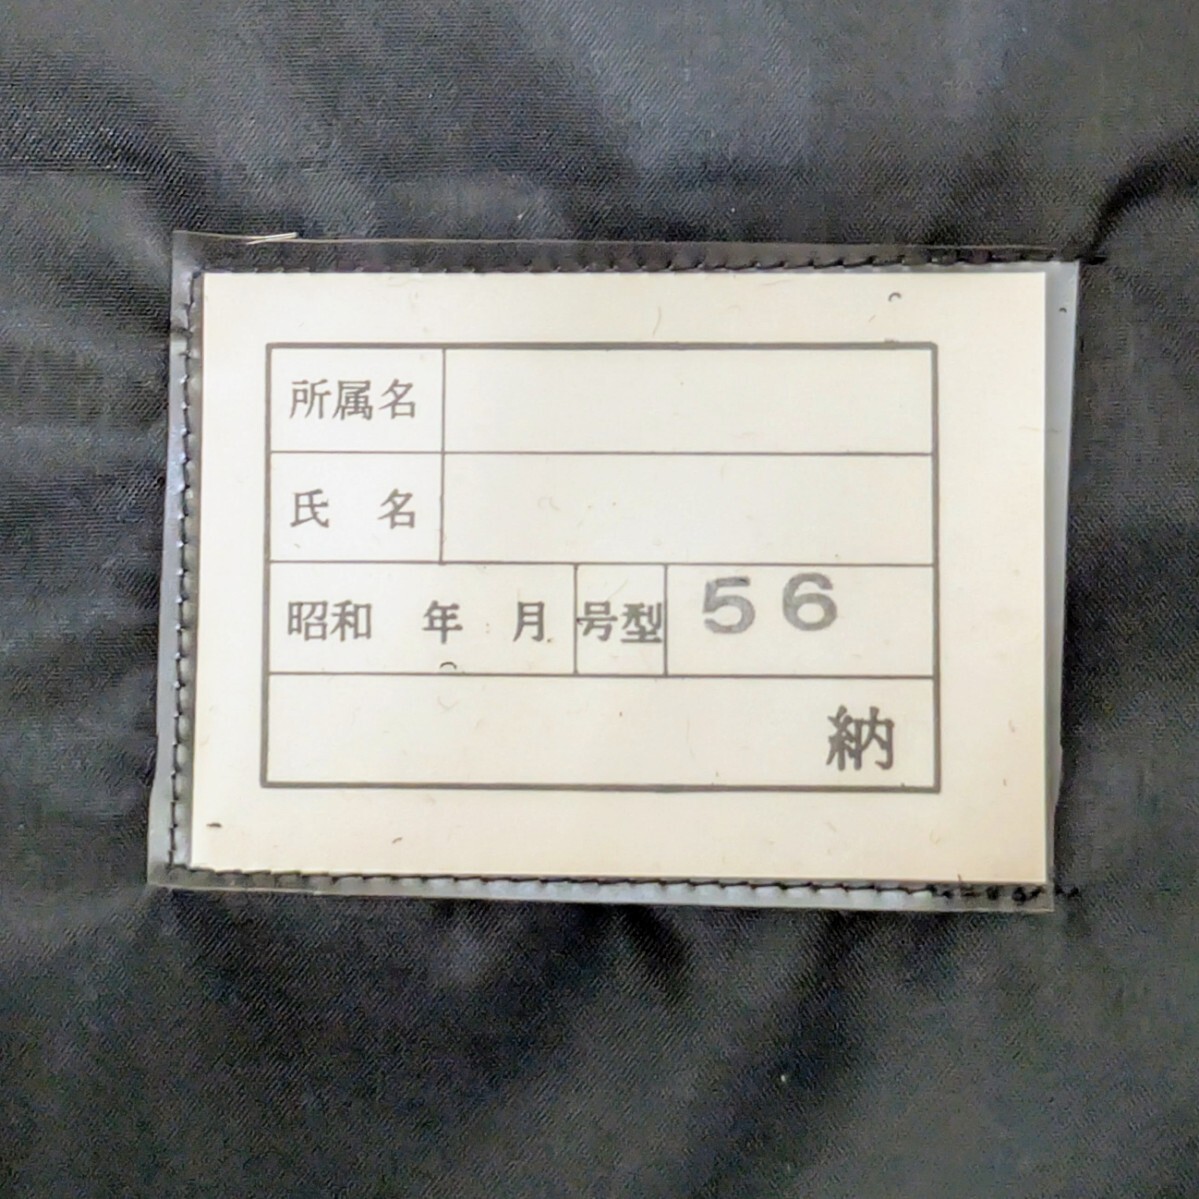 所属名
氏　名
昭和　年　月 号型 56
納